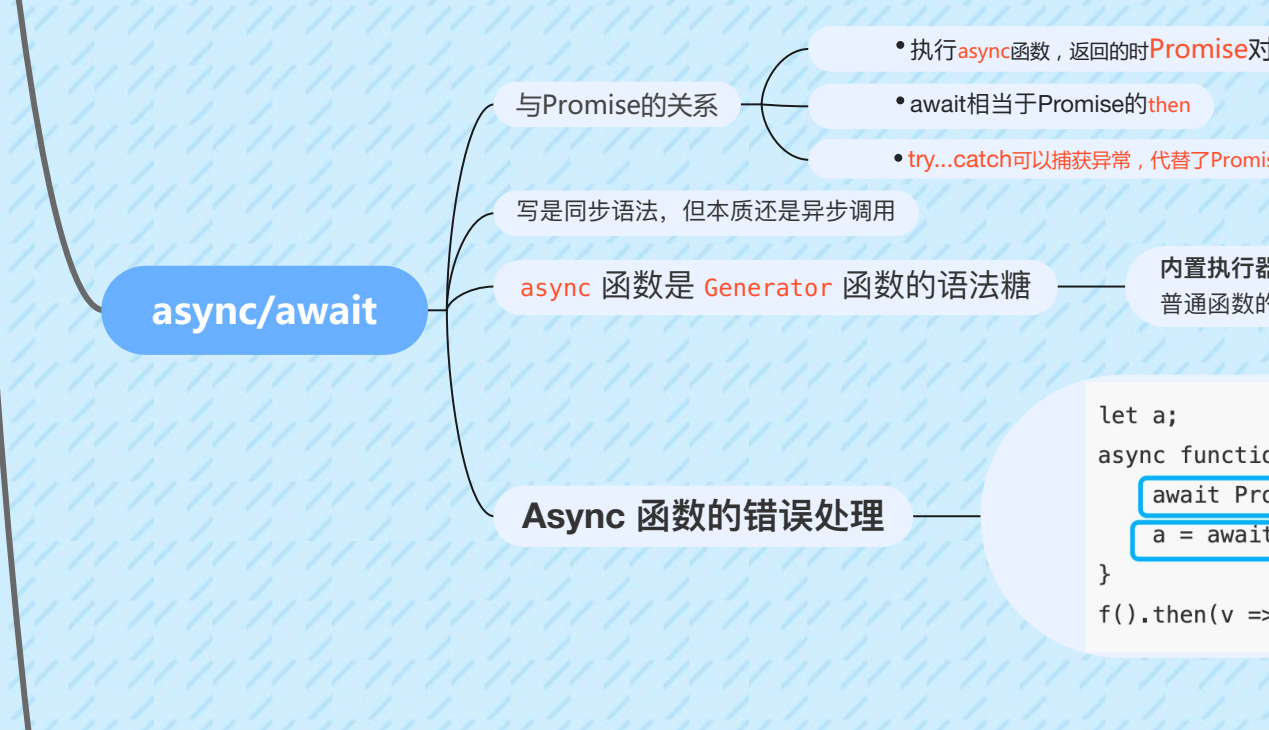 • 执行async函数，返回的时Promise对
与Promise的关系
• await相当于Promise的then
• try...catch可以捕获异常，代替了Promis
写是同步语法，但本质还是异步调用
async/await
async 函数是 Generator 函数的语法糖
内置执行器
普通函数的
Async 函数的错误处理
let a;
async functio
await Pro
a = await
}
f().then(v =>